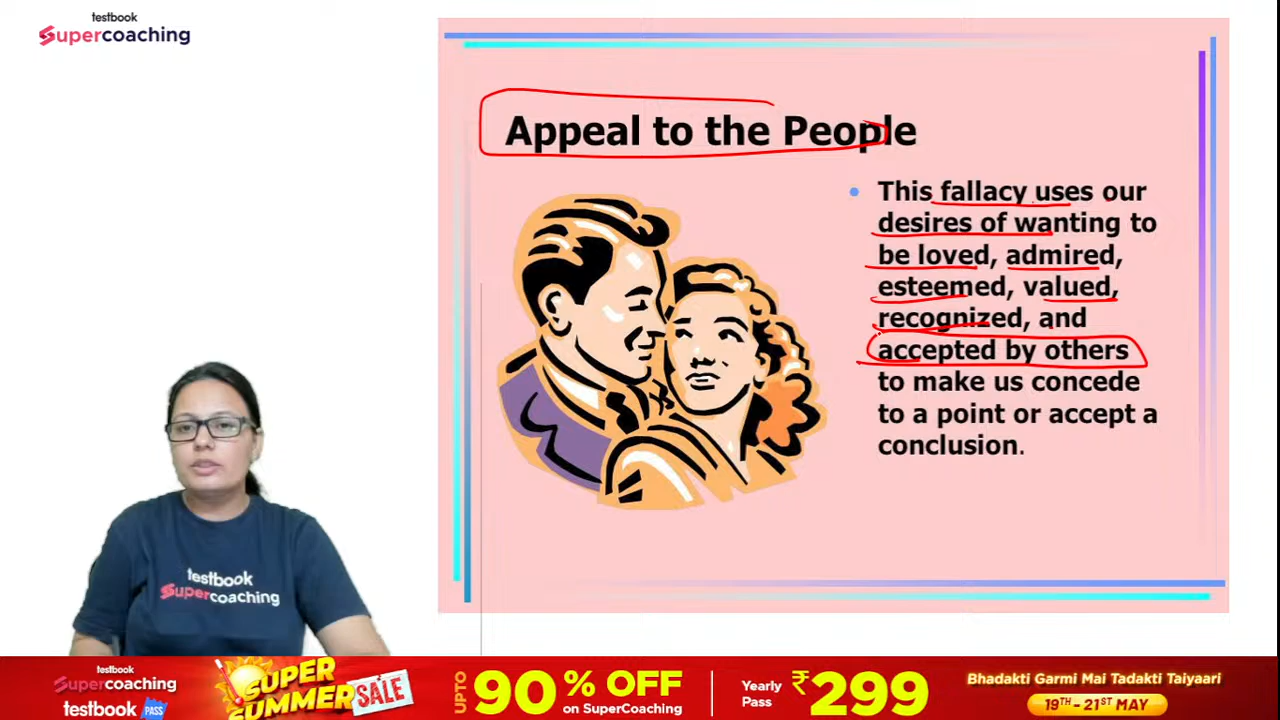 testbook
Supercoaching
Appeal to the People
This fallacy uses our
desires of wanting to
be loved, admired,
esteemed, valued,
recognized, and
accepted by others
to make us concede
to a point or accept a
conclusion.
testbook
Supercoaching
testbook
Supercoaching
testbook PASS
SUPER
SUMMER
SALE
UPTO 90% OFF
on SuperCoaching
Yearly
Pass
₹299
Bhadakti Garmi Mai Tadakti Taiyaari
19TH - 21ST MAY